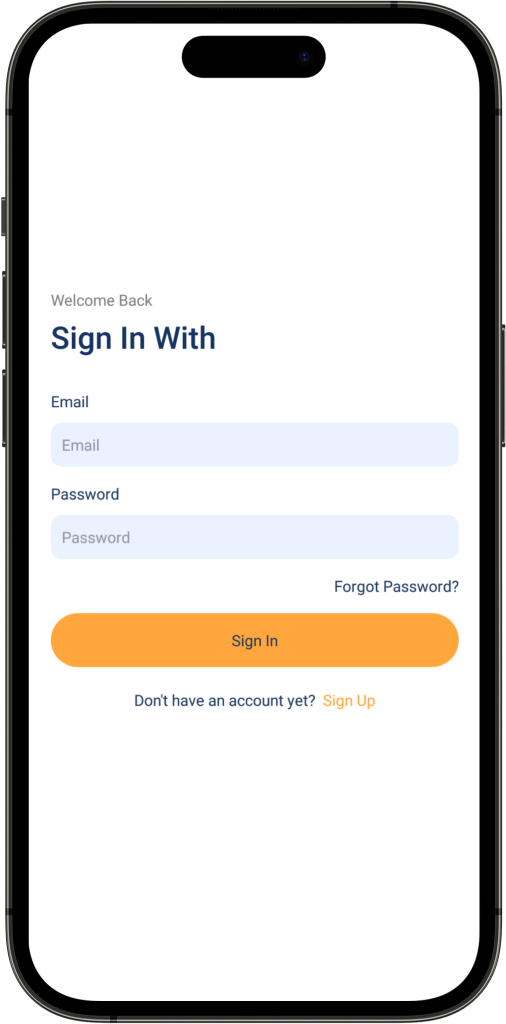 Welcome Back
Sign In With
Email
Email
Password
Password
Forgot Password?
Sign In
Don't have an account yet? Sign Up